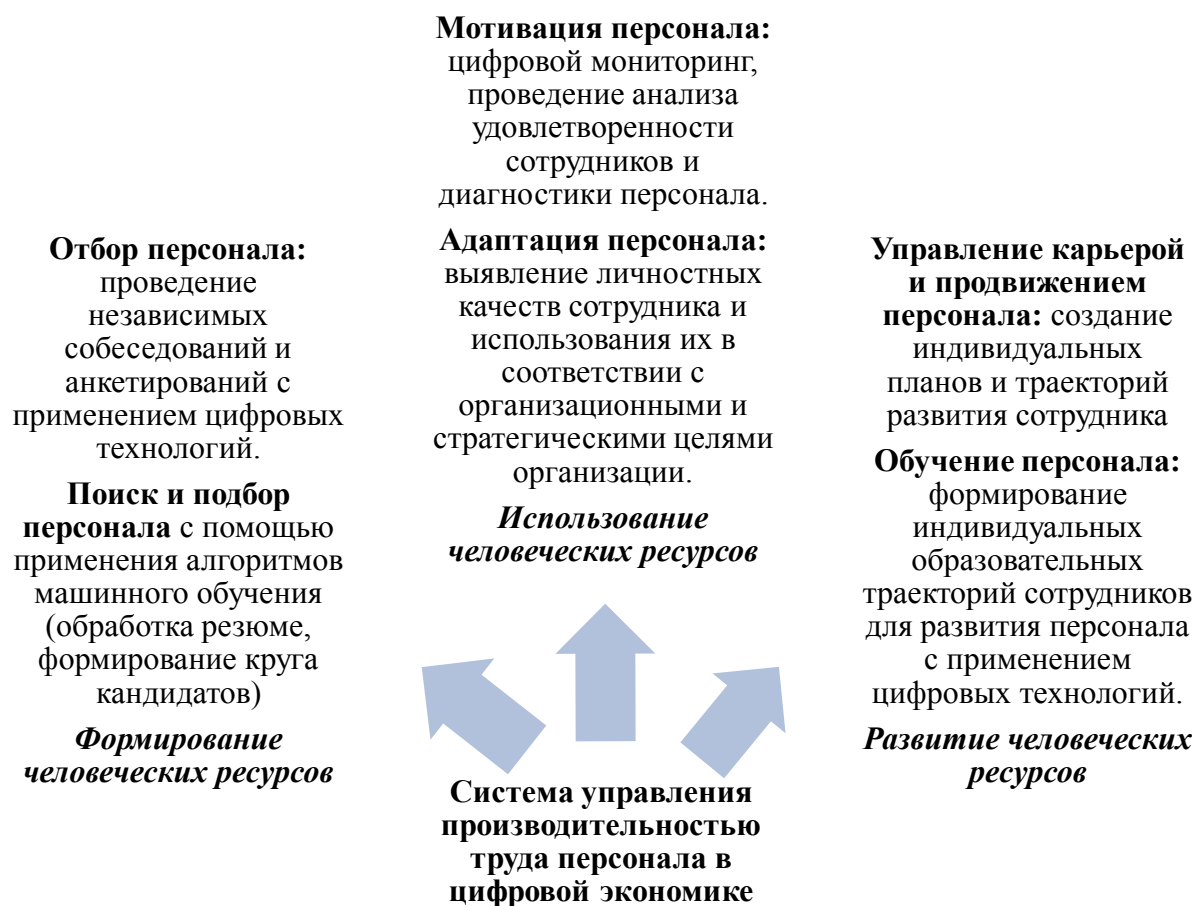 Мотивация персонала:
цифровой мониторинг,
проведение анализа
удовлетворенности
сотрудников и
диагностики персонала.
Отбор персонала:
проведение
независимых
собеседований и
анкетирований с
применением цифровых
технологий.
Поиск и подбор
персонала с помощью
применения алгоритмов
машинного обучения
(обработка резюме,
формирование круга
кандидатов)
Формирование
человеческих ресурсов
Адаптация персонала:
выявление личностных
качеств сотрудника и
использования их в
соответствии с
организационными и
стратегическими целями
организации.
Использование
человеческих ресурсов
Управление карьерой
и продвижением
персонала: создание
индивидуальных
планов и траекторий
развития сотрудника
Обучение персонала:
формирование
индивидуальных
образовательных
траекторий сотрудников
для развития персонала
с применением
цифровых технологий.
Развитие человеческих
ресурсов
Система управления
производительностью
труда персонала в
цифровой экономике